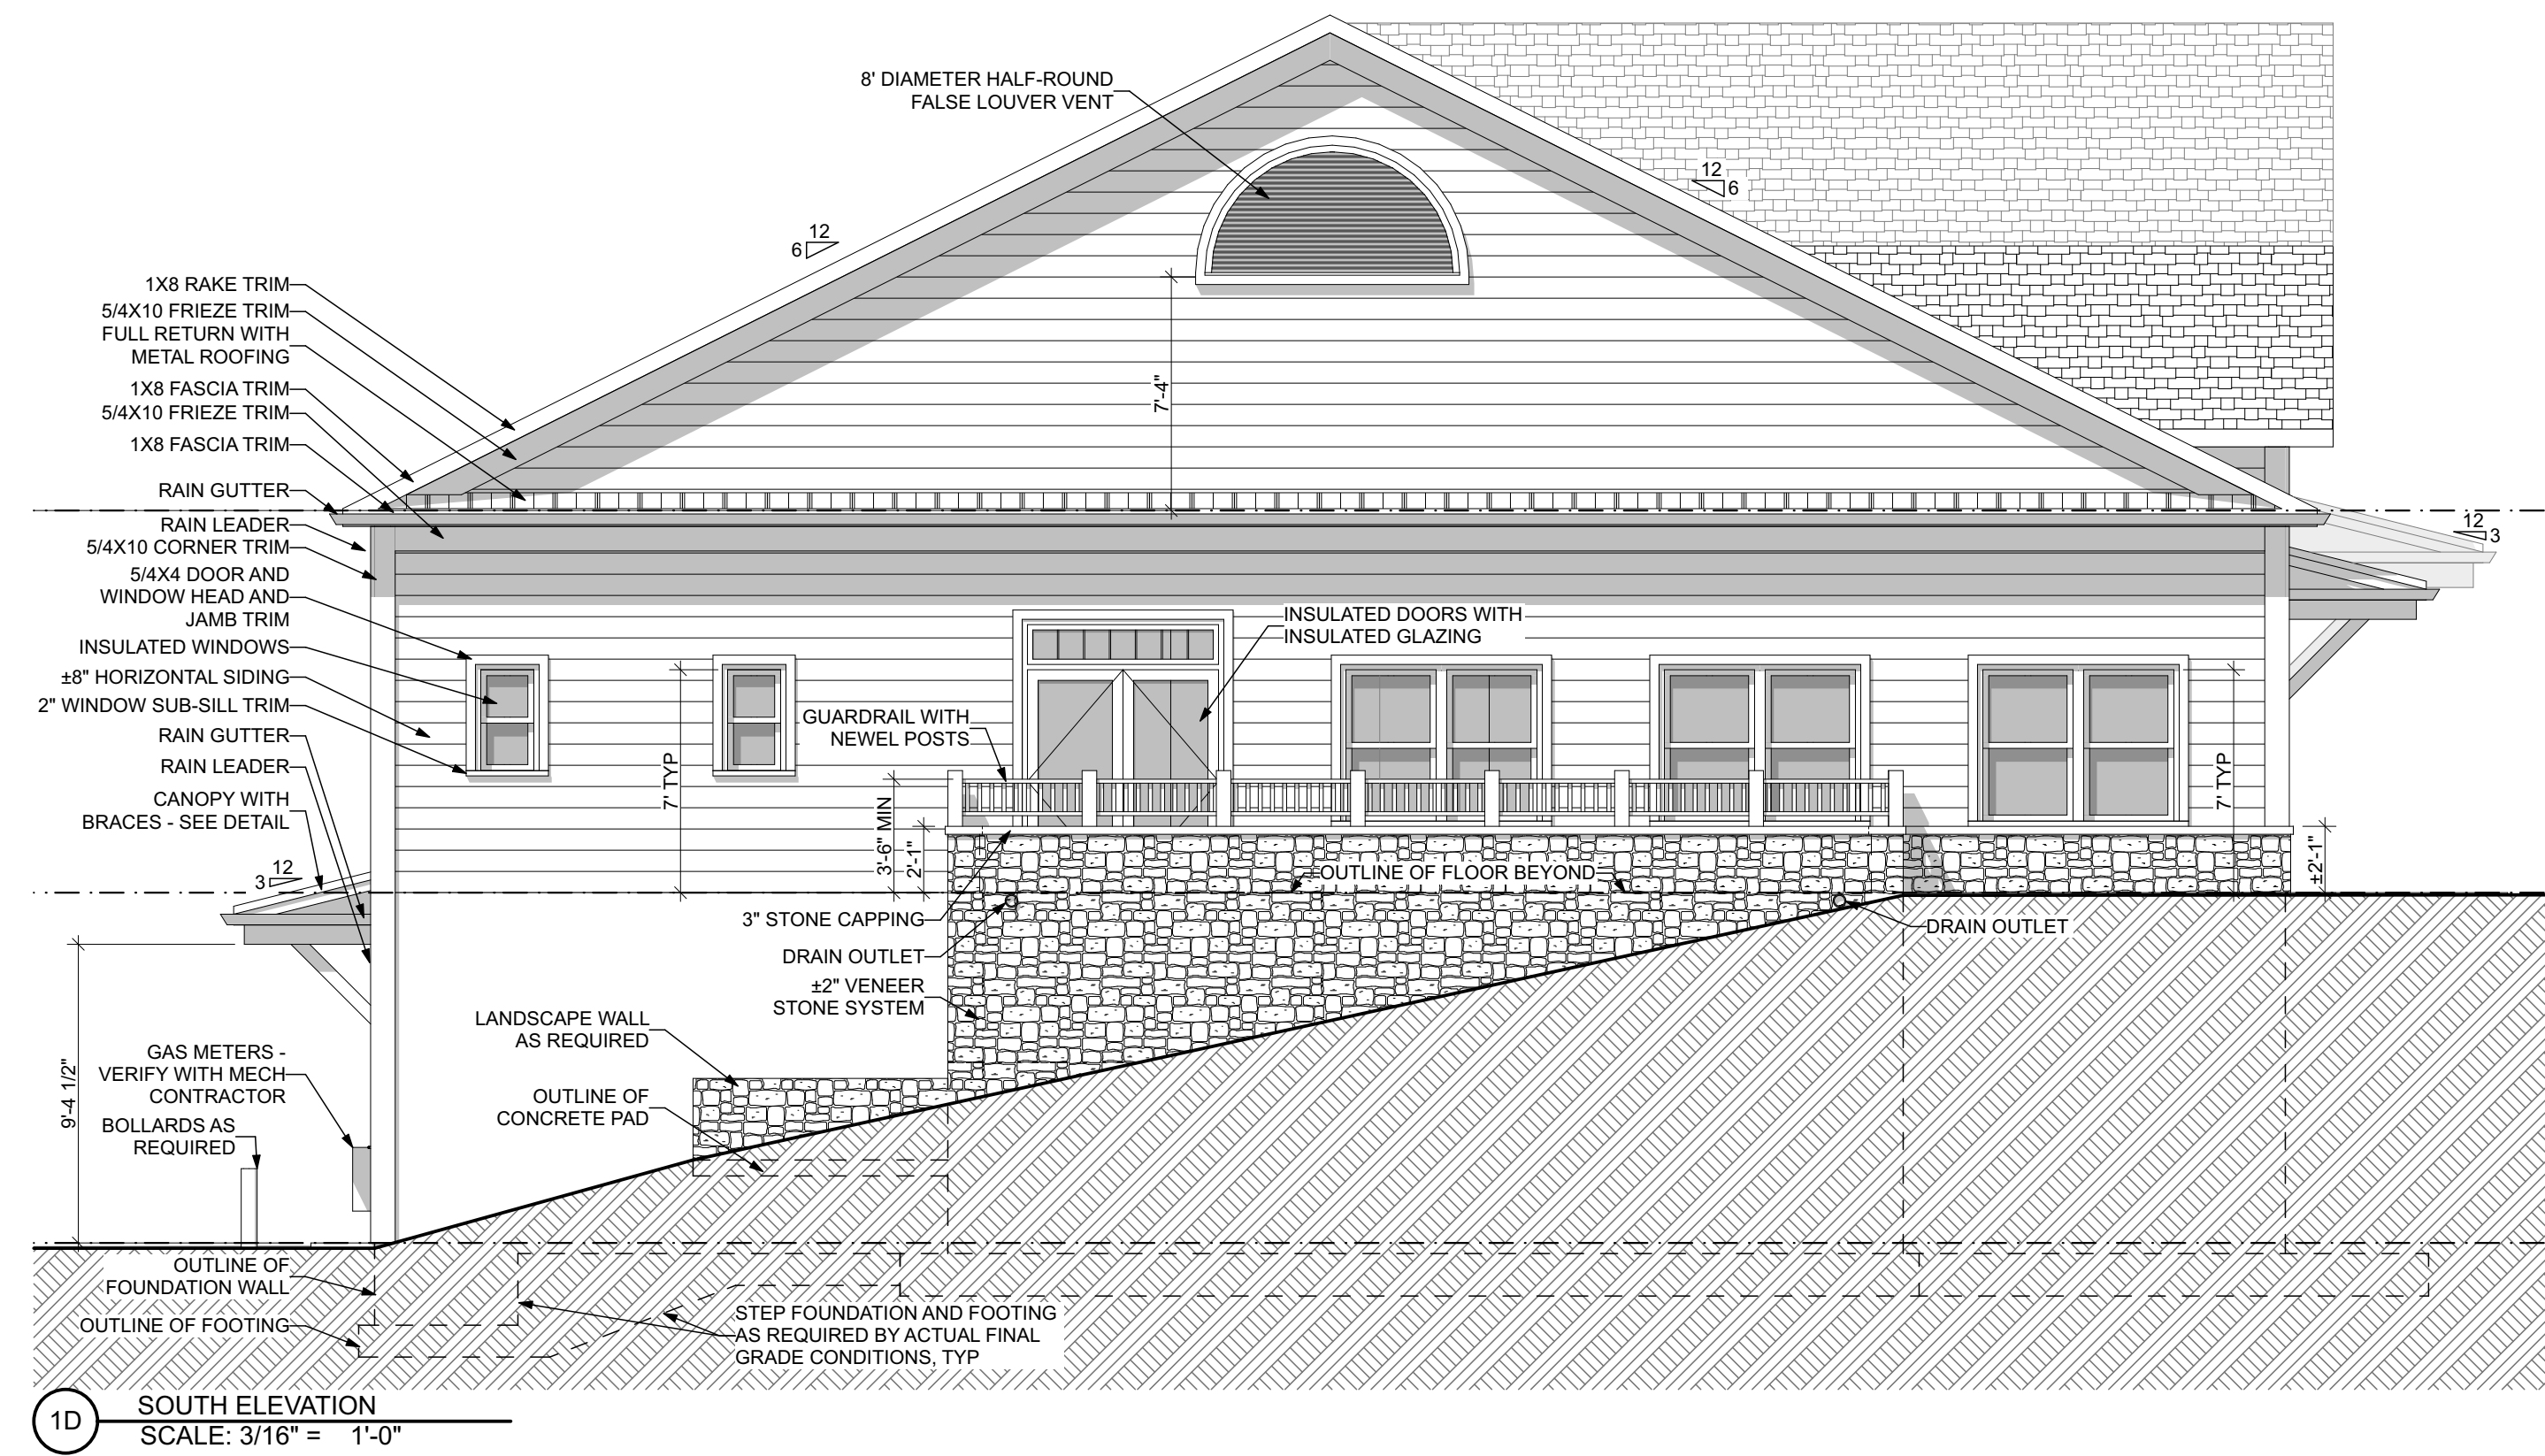 8' DIAMETER HALF-ROUND
FALSE LOUVER VENT
12
6
12
6
1X8 RAKE TRIM
5/4X10 FRIEZE TRIM
FULL RETURN WITH
METAL ROOFING
1X8 FASCIA TRIM
5/4X10 FRIEZE TRIM
1X8 FASCIA TRIM
RAIN GUTTER
RAIN LEADER
5/4X10 CORNER TRIM
5/4X4 DOOR AND
WINDOW HEAD AND
JAMB TRIM
INSULATED WINDOWS
±8" HORIZONTAL SIDING
2" WINDOW SUB-SILL TRIM
RAIN GUTTER
RAIN LEADER
CANOPY WITH
BRACES - SEE DETAIL
12
3
9'-4 1/2"
GAS METERS -
VERIFY WITH MECH
CONTRACTOR
BOLLARDS AS
REQUIRED
7'-4"
12
3
INSULATED DOORS WITH
INSULATED GLAZING
GUARDRAIL WITH
NEWEL POSTS
7' TYP
3'-6" MIN
2'-1"
7' TYP
±2'-1"
OUTLINE OF FLOOR BEYOND
3" STONE CAPPING
DRAIN OUTLET
DRAIN OUTLET
±2" VENEER
STONE SYSTEM
LANDSCAPE WALL
AS REQUIRED
OUTLINE OF
CONCRETE PAD
OUTLINE OF
FOUNDATION WALL
OUTLINE OF FOOTING
STEP FOUNDATION AND FOOTING
AS REQUIRED BY ACTUAL FINAL
GRADE CONDITIONS, TYP
1D
SOUTH ELEVATION
SCALE: 3/16" = 1'-0"